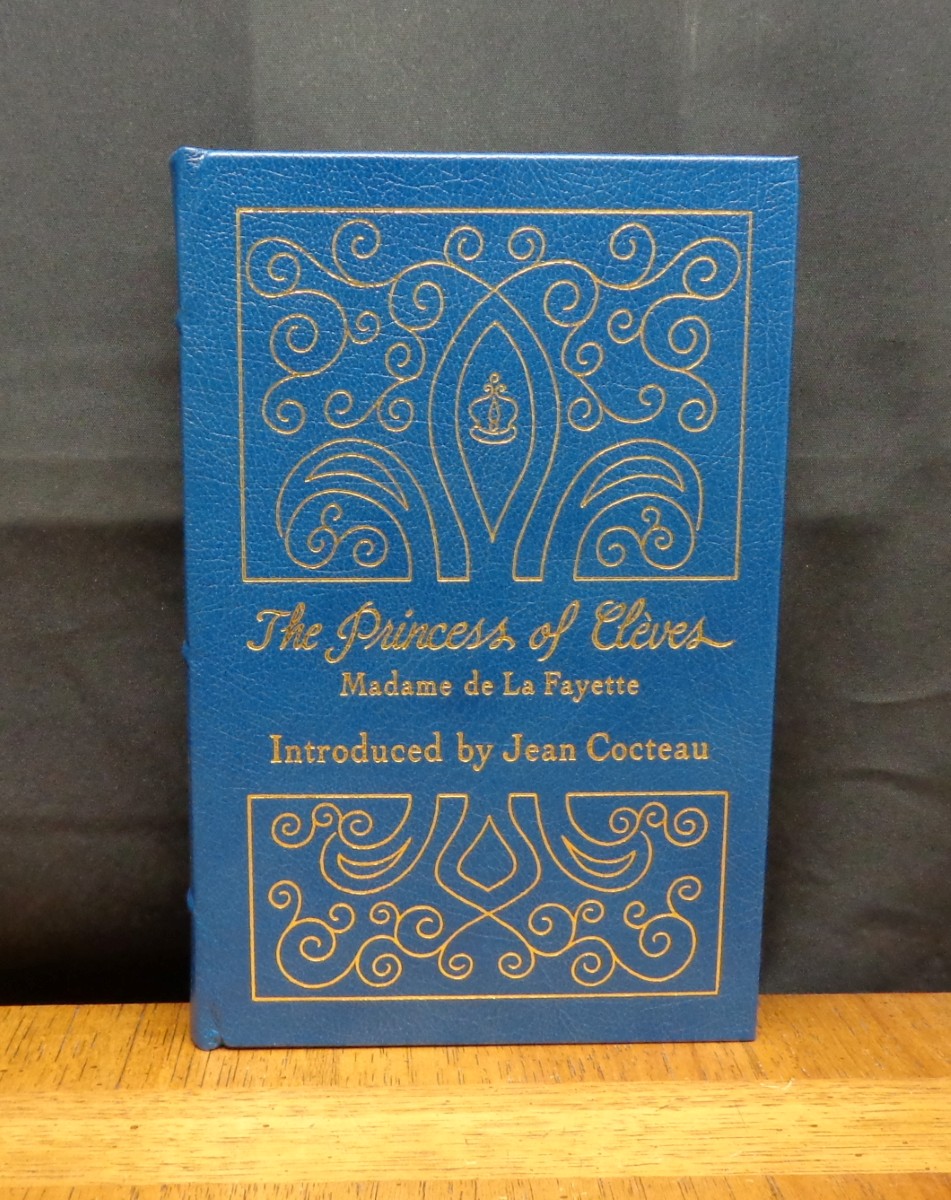 The Princess of Clèves
Madame de La Fayette
Introduced by Jean Cocteau